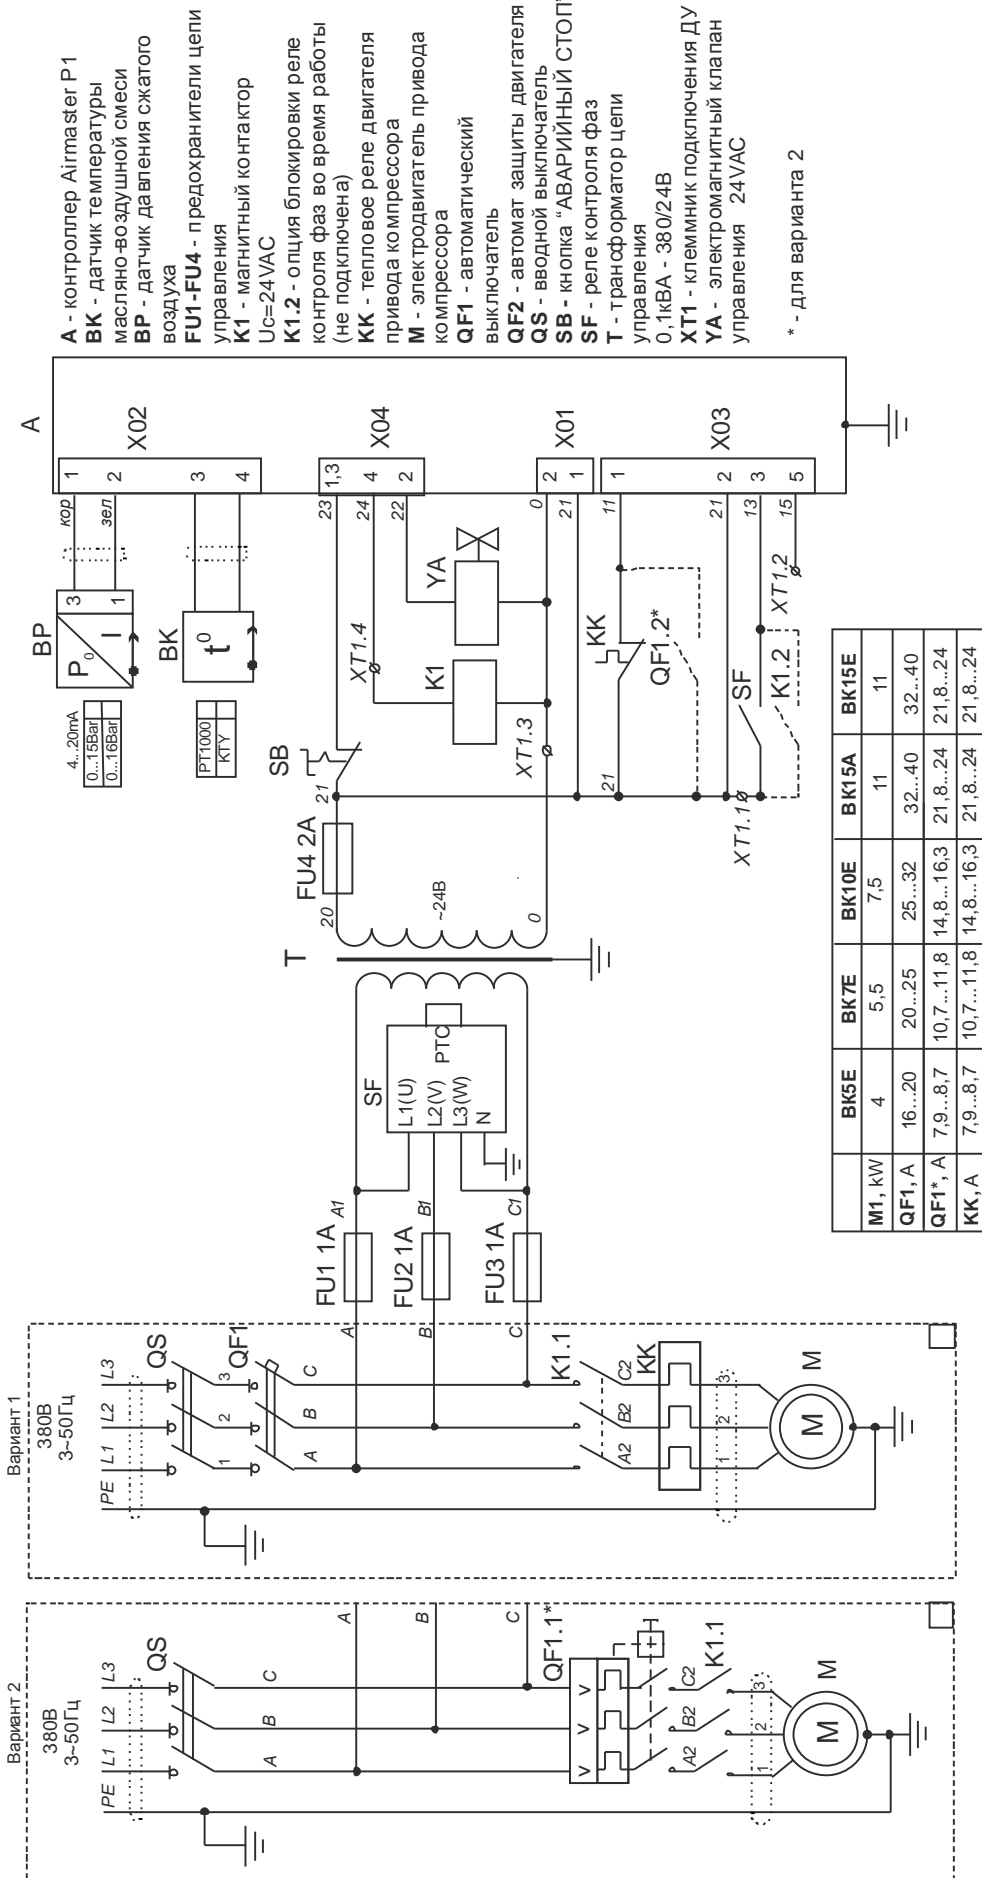 Вариант 2
380В
3~50Гц
PE
L1
L2
L3
QS
A
B
C
A
B
C
QF1.1*
V
V
V
A2
B2
C2
K1.1
1
2
3
M
M
Вариант 1
380В
3~50Гц
PE
L1
L2
L3
QS
1
2
3
QF1
A
B
C
A
B
C
K1.1
A2
B2
C2
KK
1
2
3
M
M
FU1 1A
A1
FU2 1A
B1
FU3 1A
C1
SF
L1(U)
L2(V)
L3(W)
N
PTC
T
~24В
20
0
FU4 2A
21
SB
BP
P
0
I
3
1
4...20mA
0...15Bar
0...16Bar
кор
зел
BK
t⁰
PT1000
KTY
XT1.4
K1
YA
XT1.3
KK
QF1.2*
21
SF
K1.2
XT1.1
XT1.2
A
X02
1
2
3
4
X04
1,3
4
2
23
24
22
X01
2
1
0
21
X03
1
2
3
5
11
21
13
15
A - контроллер Airmaster P1
BK - датчик температуры
масляно-воздушной смеси
BP - датчик давления сжатого
воздуха
FU1-FU4 - предохранители цепи
управления
K1 - магнитный контактор
Uc=24VAC
K1.2 - опция блокировки реле
контроля фаз во время работы
(не подключена)
KK - тепловое реле двигателя
привода компрессора
M - электродвигатель привода
компрессора
QF1 - автоматический
выключатель
QF2 - автомат защиты двигателя
QS - вводной выключатель
SB - кнопка "АВАРИЙНЫЙ СТОП"
SF - реле контроля фаз
T - трансформатор цепи
управления
0,1кВА - 380/24В
XT1 - клеммник подключения ДУ
YA - электромагнитный клапан
управления 24VAC
* - для варианта 2
BK5E BK7E BK10E BK15A BK15E
M1, kW 4 5,5 7,5 11 11
QF1, A 16...20 20...25 25...32 32...40 32...40
QF1*, A 7,9...8,7 10,7...11,8 14,8...16,3 21,8...24 21,8...24
KK, A 7,9...8,7 10,7...11,8 14,8...16,3 21,8...24 21,8...24